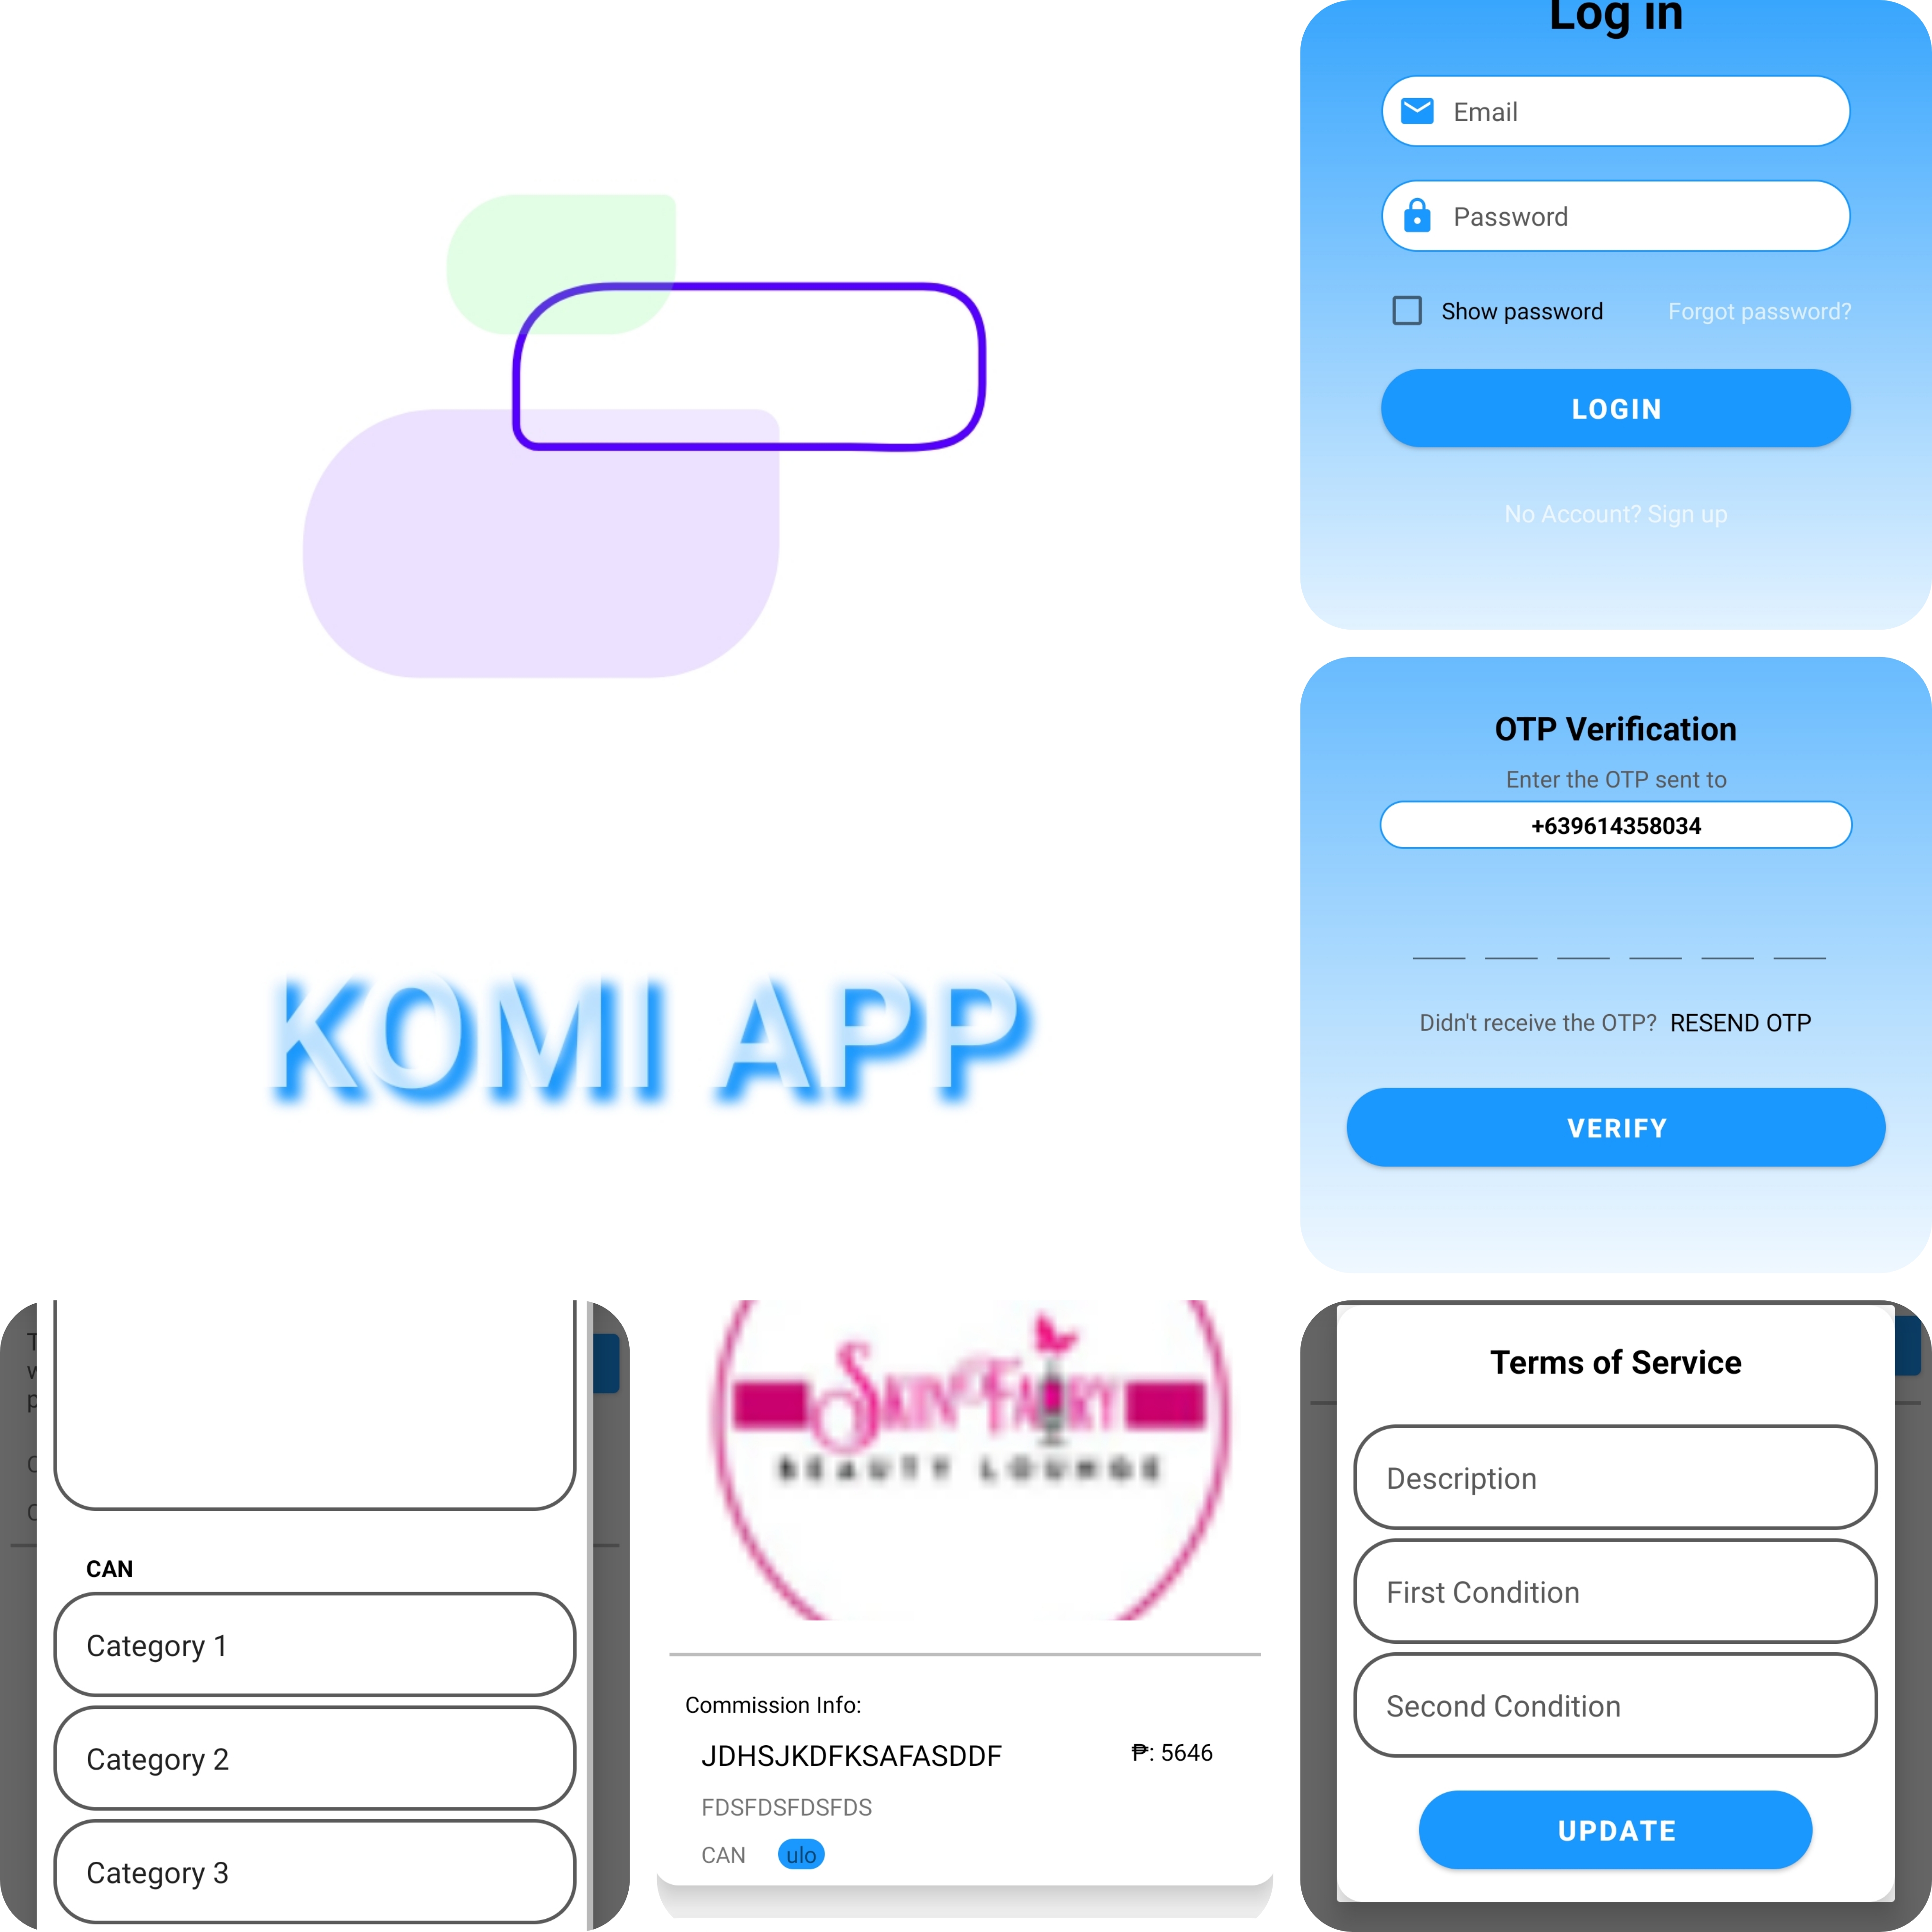 KOMI APP
Log in
Email
Password
Show password
Forgot password?
LOGIN
No Account? Sign up
OTP Verification
Enter the OTP sent to
+639614358034
Didn't receive the OTP? RESEND OTP
VERIFY
T
w
p
C
C
CAN
Category 1
Category 2
Category 3
SKIN FAIRY
BEAUTY LOUNGE
Commission Info:
JDHSJKDFKSAFASDDF
₱: 5646
FDSFDSFDSFDS
CAN ulo
Terms of Service
Description
First Condition
Second Condition
UPDATE